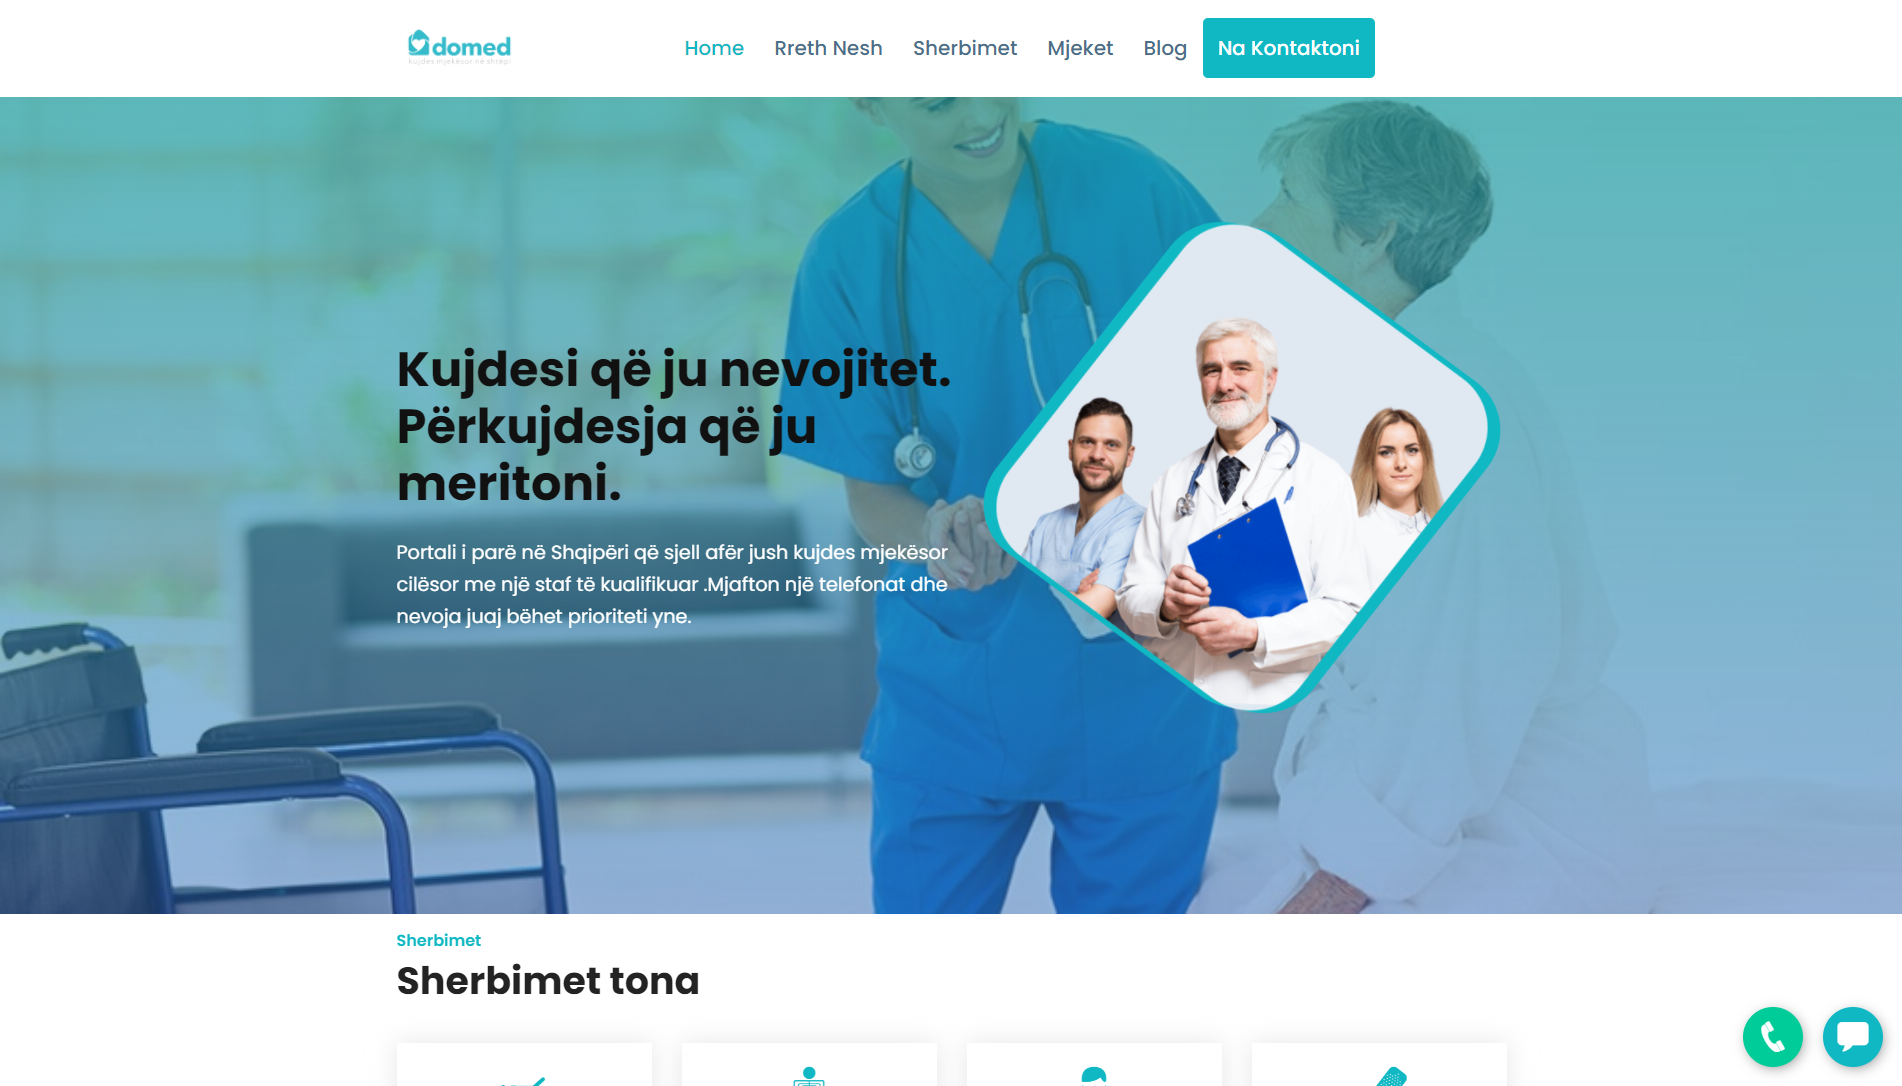 domed
kujdes mjekësor në shtëpi
Home
Rreth Nesh
Sherbimet
Mjeket
Blog
Na Kontaktoni
Kujdesi që ju nevojitet.
Përkujdesja që ju
meritoni.
Portali i parë në Shqipëri që sjell afër jush kujdes mjekësor
cilësor me një staf të kualifikuar .Mjafton një telefonat dhe
nevoja juaj bëhet prioriteti yne.
Sherbimet
Sherbimet tona